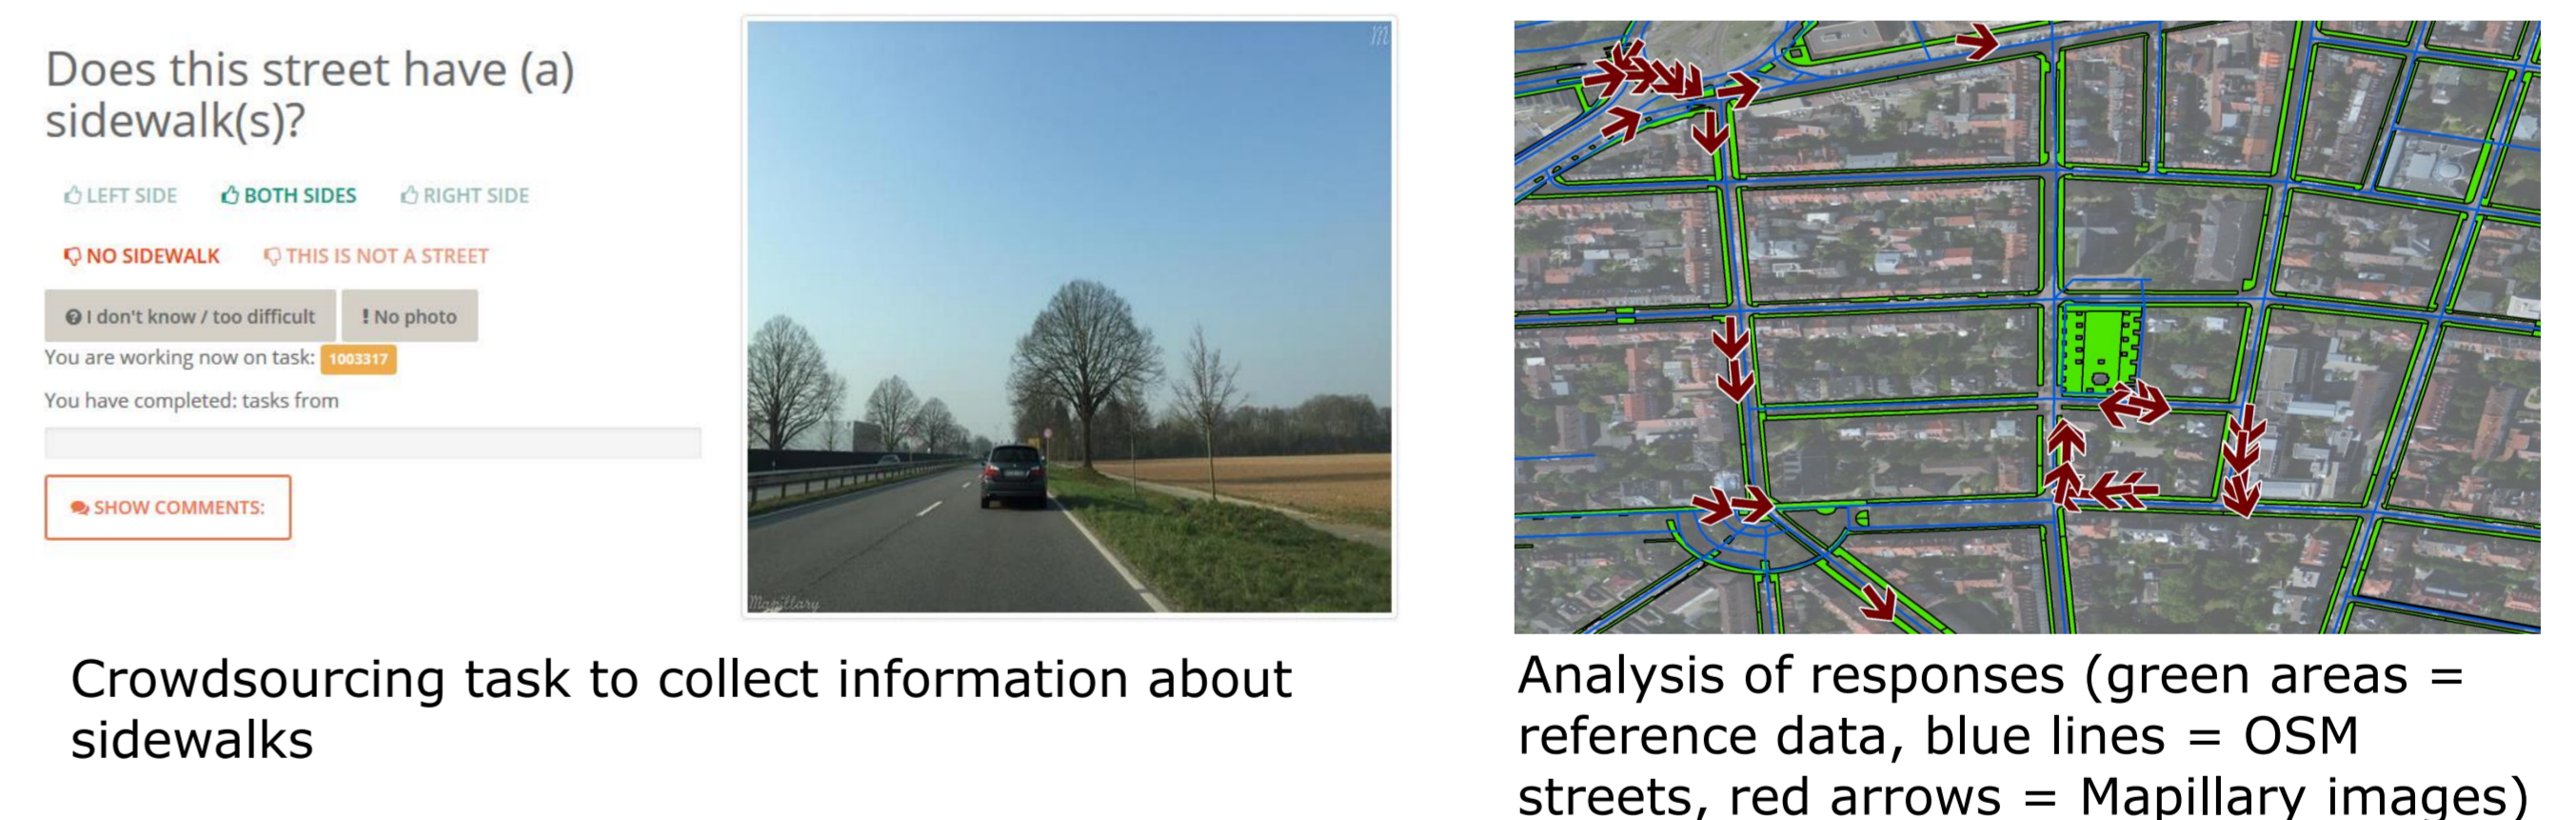 Does this street have (a)
sidewalk(s)?
LEFT SIDE BOTH SIDES RIGHT SIDE
NO SIDEWALK THIS IS NOT A STREET
I don't know / too difficult ! No photo
You are working now on task: 1003317
You have completed: tasks from
SHOW COMMENTS:
m
Mapillary
Crowdsourcing task to collect information about
sidewalks
Analysis of responses (green areas =
reference data, blue lines = OSM
streets, red arrows = Mapillary images)